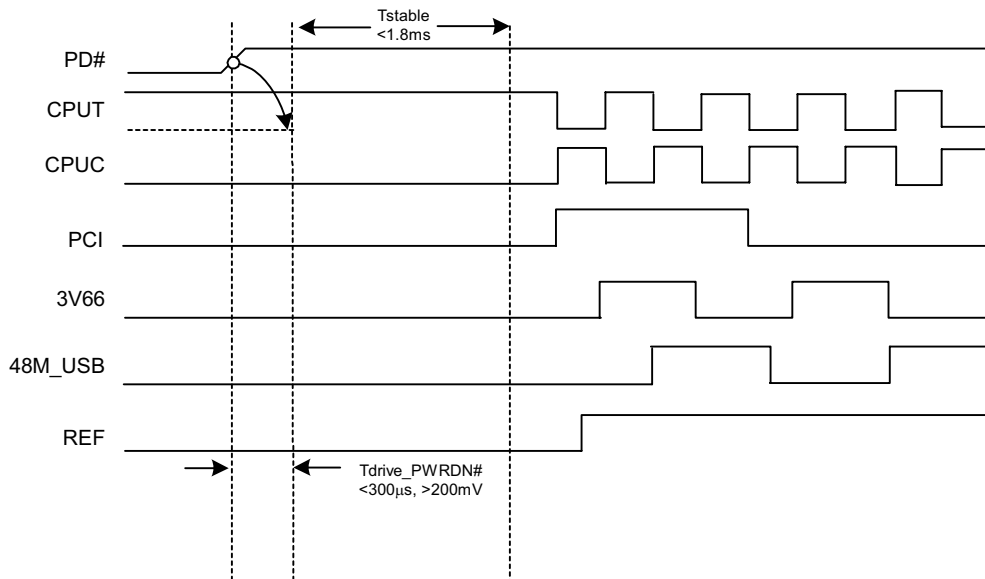 Tstable
<1.8ms
PD#
CPUT
CPUC
PCI
3V66
48M_USB
REF
Tdrive_PWRDN#
<300μs, >200mV